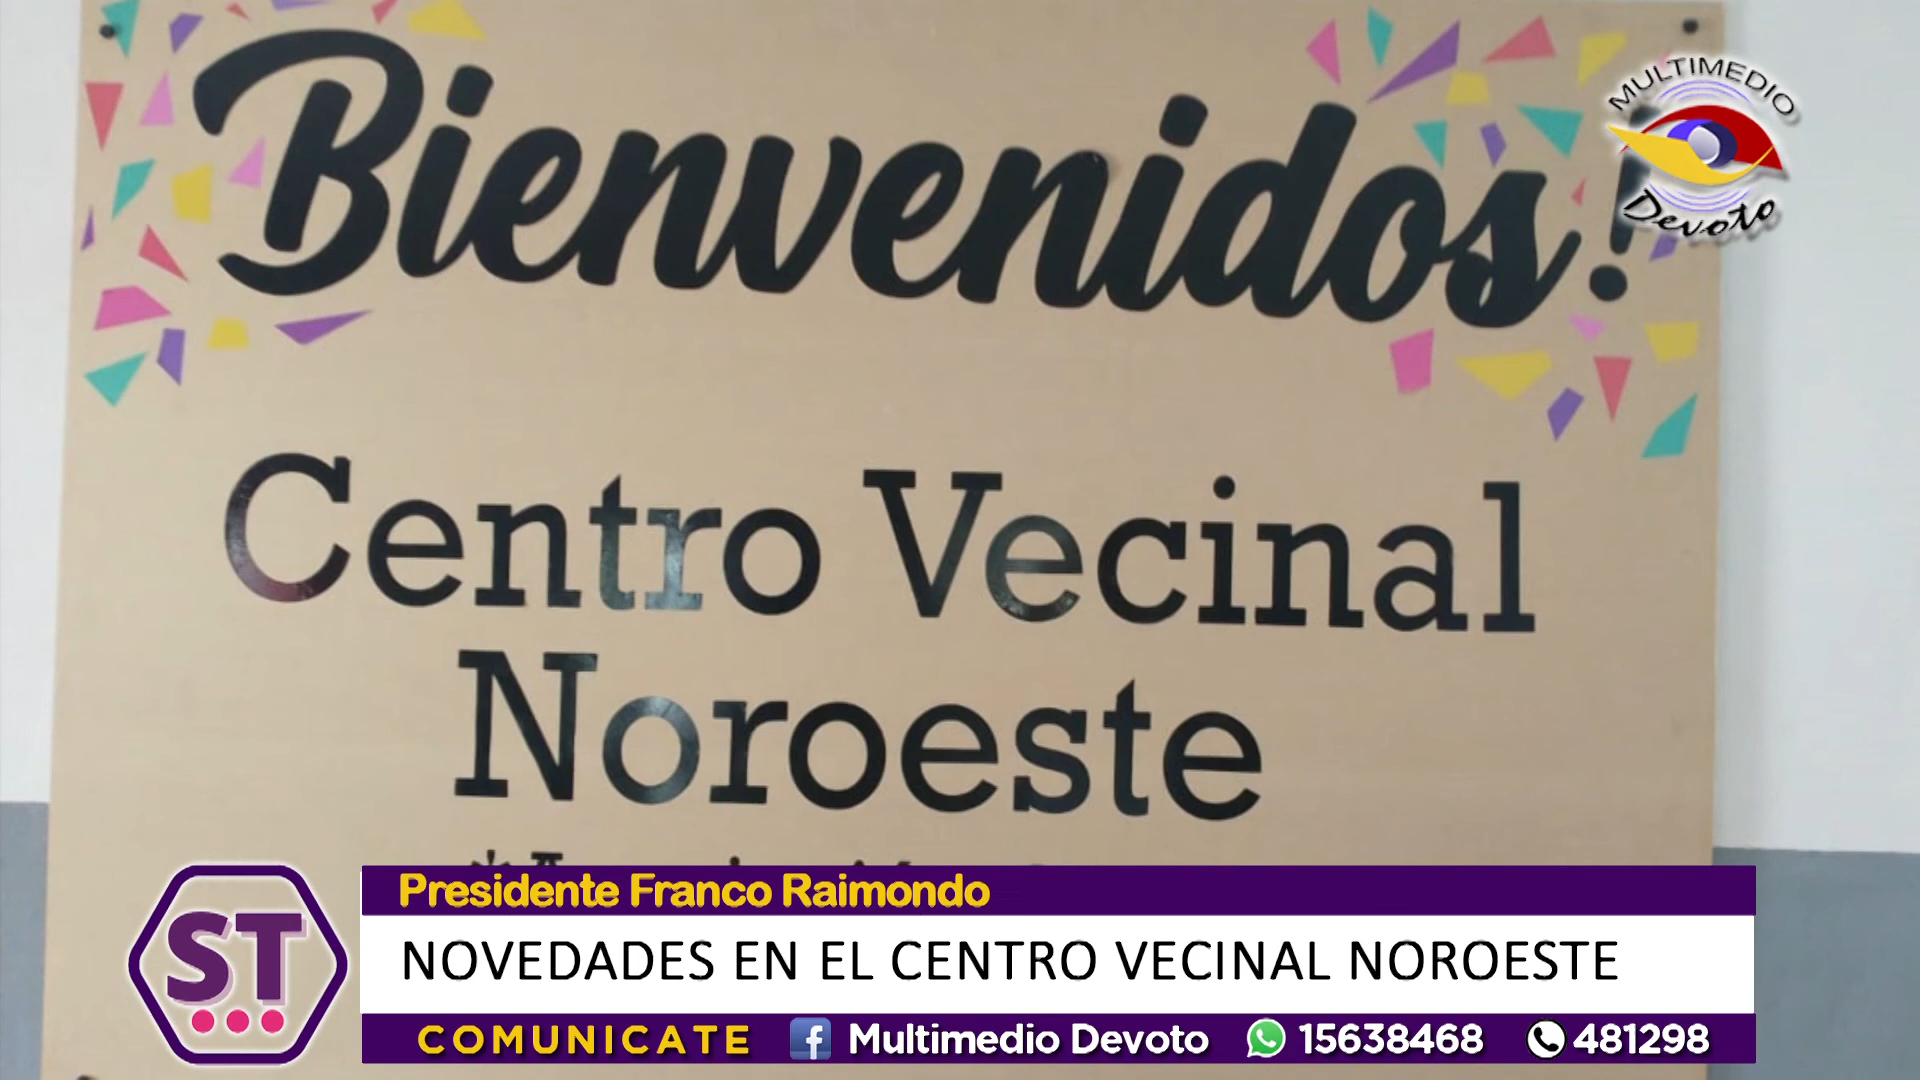 Bienvenidos!
MULTIMEDIO
Devoto
Centro Vecinal
Noroeste
Presidente Franco Raimondo
NOVEDADES EN EL CENTRO VECINAL NOROESTE
ST
COMUNICATE f Multimedio Devoto 15638468 481298